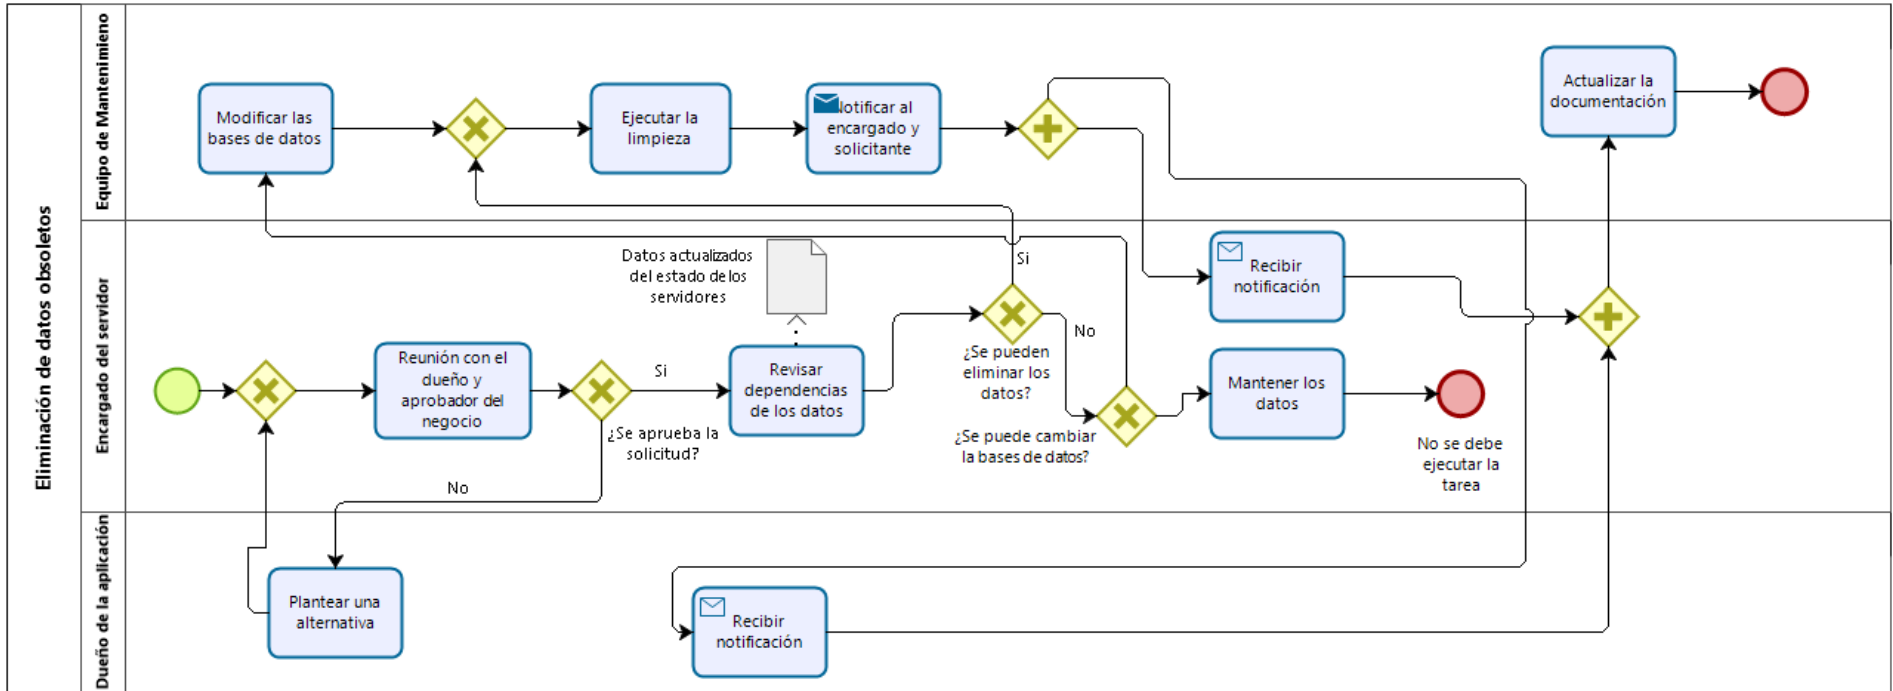 Eliminación de datos obsoletos
Equipo de Mantenimieno
Modificar las
bases de datos
Ejecutar la
limpieza
Notificar al
encargado y
solicitante
Actualizar la
documentación
Encargado del servidor
Datos actualizados
del estado delos
servidores
Reunión con el
dueño y
aprobador del
negocio
Si
¿Se aprueba la
solicitud?
No
Revisar
dependencias
de los datos
Si
No
¿Se pueden
eliminar los
datos?
¿Se puede cambiar
la bases de datos?
Recibir
notificación
Mantener los
datos
No se debe
ejecutar la
tarea
Dueño de la aplicación
Plantear una
alternativa
Recibir
notificación